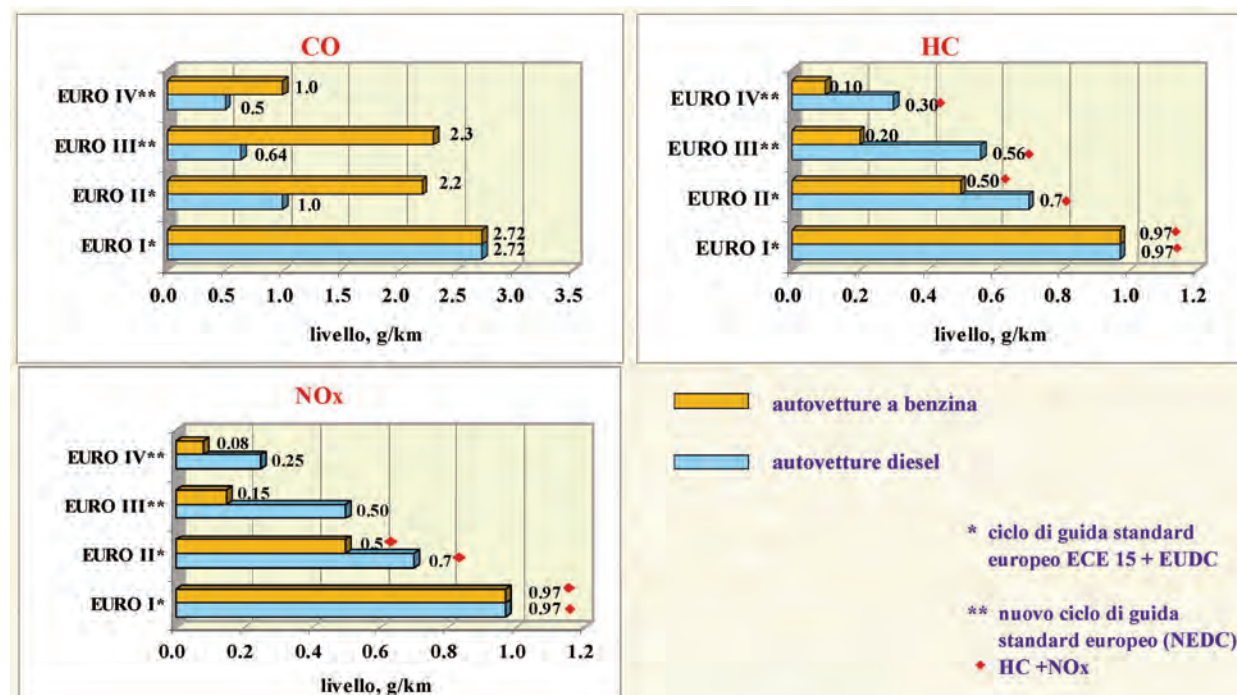 CO
EURO IV**
1.0
0.5
EURO III**
2.3
0.64
EURO II*
2.2
1.0
EURO I*
2.72
2.72
0.0 0.5 1.0 2.0 2.5 3.0 3.5
livello, g/km
HC
EURO IV**
0.10
0.30
EURO III**
0.20
0.56
EURO II*
0.50
0.7
EURO I*
0.97
0.97
0.0 0.2 0.4 0.6 0.8 1.0 1.2
livello, g/km
NOx
EURO IV**
0.08
0.25
EURO III**
0.15
0.50
EURO II*
0.5
0.7
EURO I*
0.97
0.97
0.0 0.2 0.4 0.6 0.8 1.0 1.2
livello, g/km
autovetture a benzina
autovetture diesel
* ciclo di guida standard
europeo ECE 15 + EUDC
** nuovo ciclo di guida
standard europeo (NEDC)
HC +NOx